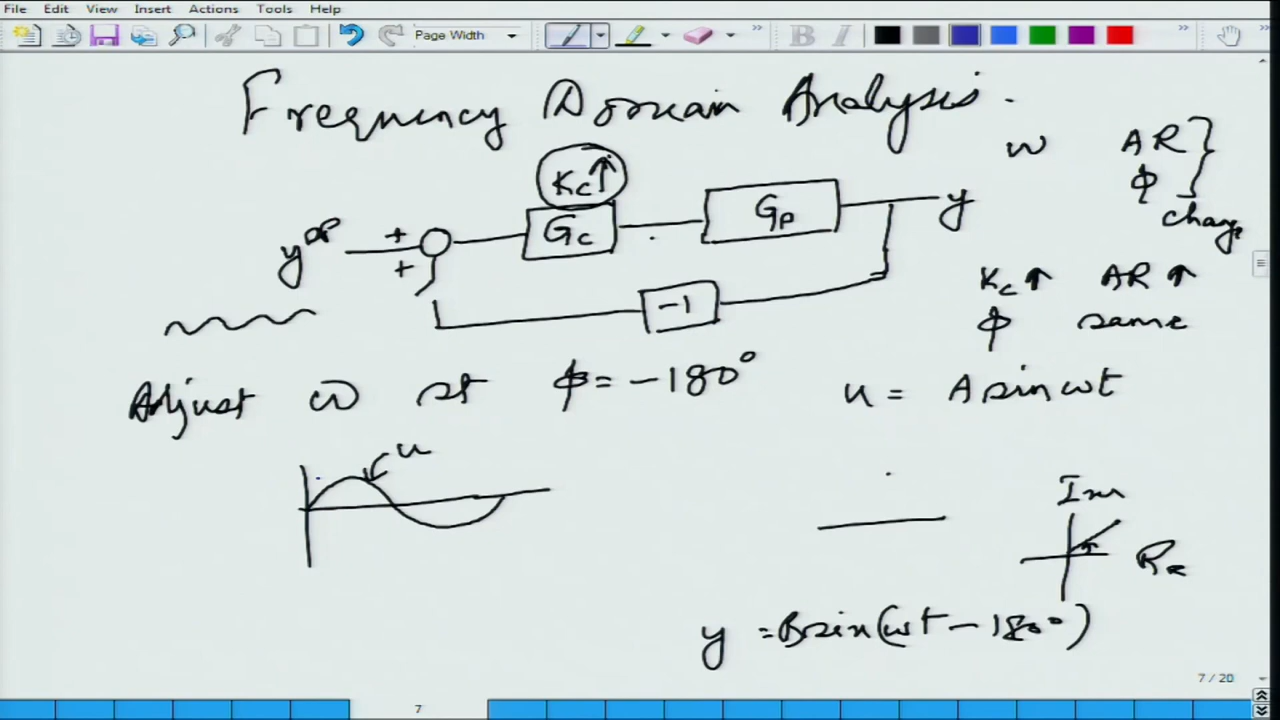 File Edit View Insert Actions Tools Help
Page Width
Frequency Domain Analysis.
ω AR
ϕ
change
Kc↑
ysp + Gc Gp y
+
-1
Kc↑ AR↑
ϕ same
Adjust ω st ϕ = -180° u = A sin ωt
u
Im
Re
y = B sin(ωt - 180°)
7 / 20
7